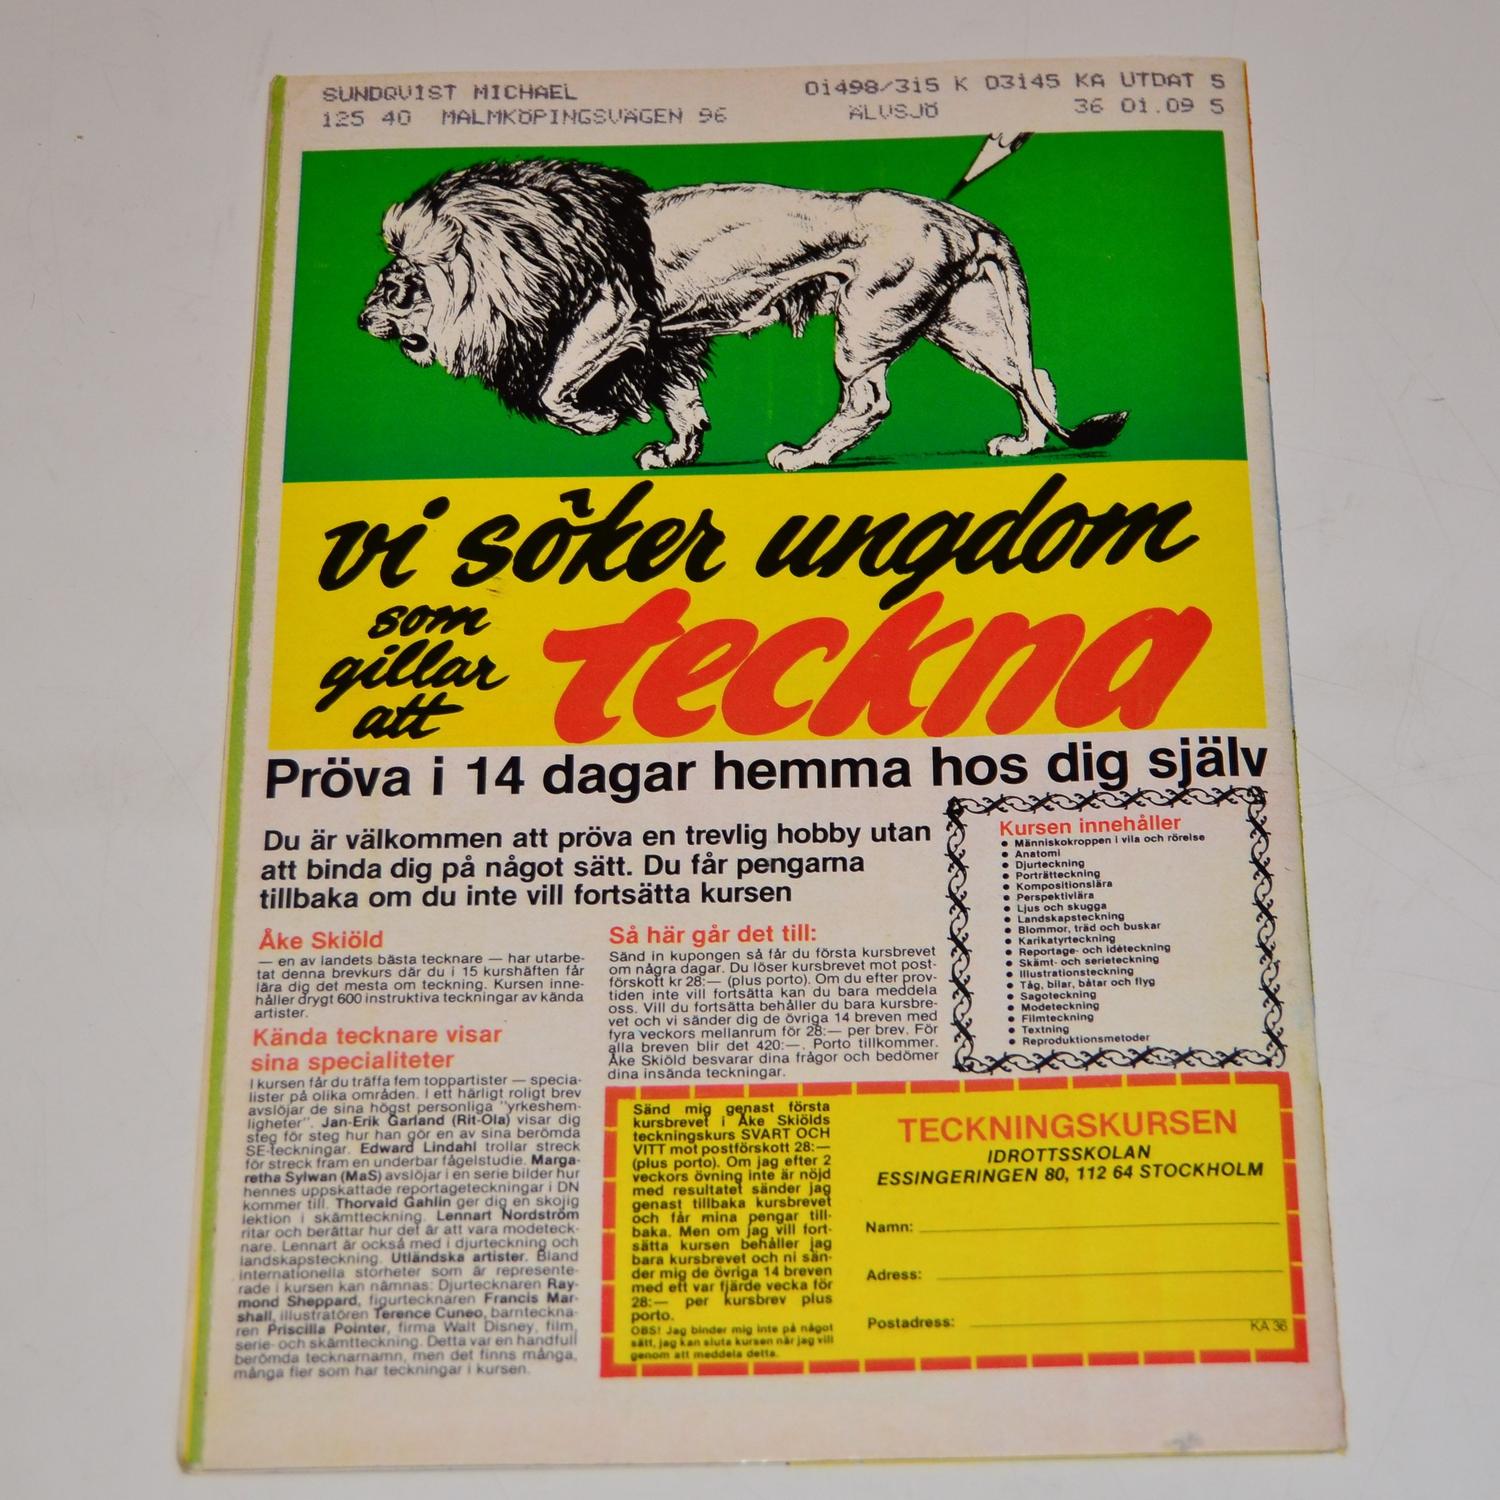 SUNDQVIST MICHAEL 01498/315 K 03145 KA UTDAT 5
125 40 MALMKÖPINGSVÄGEN 96 ÄLVSJÖ 36 01.09 5
vi söker ungdom
som
gillar
att
teckna
Pröva i 14 dagar hemma hos dig själv
Du är välkommen att pröva en trevlig hobby utan
att binda dig på något sätt. Du får pengarna
tillbaka om du inte vill fortsätta kursen
Åke Skiöld
— en av landets bästa tecknare — har utarbe-
tat denna brevkurs där du i 15 kurshäften får
lära dig det mesta om teckning. Kursen inne-
håller drygt 600 instruktiva teckningar av kända
artister.
Kända tecknare visar
sina specialiteter
I kursen får du träffa fem toppartister — specia-
lister på olika områden. I ett härligt roligt brev
avslöjar de sina högst personliga "yrkeshem-
ligheter". Jan-Erik Garland (Rit-Ola) visar dig
steg för steg hur han gör en av sina berömda
SE-teckningar. Edward Lindahl trollar streck
för streck fram en underbar fågelstudie. Marga-
retha Sylwan (MaS) avslöjar i en serie bilder hur
hennes uppskattade reportageteckningar i DN
kommer till. Thorvald Gahlin ger dig en skojig
lektion i skämtteckning. Lennart Nordström
ritar och berättar hur det är att vara modeteck-
nare. Lennart är också med i djurteckning och
landskapsteckning. Utländska artister. Bland
internationella storheter som är represente-
rade i kursen kan nämnas: Djurtecknaren Ray-
mond Sheppard, figurtecknaren Francis Mar-
shall, illustratören Terence Cuneo, barnteckna-
ren Priscilla Pointer, firma Walt Disney, film,
serie- och skämtteckning. Detta var en handfull
berömda tecknarnamn, men det finns många,
många fler som har teckningar i kursen.
Så här går det till:
Sänd in kupongen så får du första kursbrevet
om några dagar. Du löser kursbrevet mot post-
förskott kr 28:— (plus porto). Om du efter prov-
tiden inte vill fortsätta kan du bara meddela
oss. Vill du fortsätta behåller du bara kursbre-
vet och vi sänder dig de övriga 14 breven med
fyra veckors mellanrum för 28:— per brev. För
alla breven blir det 420:—. Porto tillkommer.
Åke Skiöld besvarar dina frågor och bedömer
dina insända teckningar.
Kursen innehåller
• Människokroppen i vila och rörelse
• Anatomi
• Djurteckning
• Porträtteckning
• Kompositionslära
• Perspektivlära
• Ljus och skugga
• Landskapsteckning
• Blommor, träd och buskar
• Karikatyrteckning
• Reportage- och idéteckning
• Skämt- och serieteckning
• Illustrationsteckning
• Tåg, bilar, båtar och flyg
• Sagoteckning
• Modeteckning
• Filmteckning
• Textning
• Reproduktionsmetoder
Sänd mig genast första
kursbrevet i Åke Skiölds
teckningskurs SVART OCH
VITT mot postförskott 28:—
(plus porto). Om jag efter 2
veckors övning inte är nöjd
med resultatet sänder jag
genast tillbaka kursbrevet
och får mina pengar till-
baka. Men om jag vill fort-
sätta kursen behåller jag
bara kursbrevet och ni sän-
der mig de övriga 14 breven
med ett var fjärde vecka för
28:— per kursbrev plus
porto.
OBS! Jag binder mig inte på något
sätt, jag kan sluta kursen när jag vill
genom att meddela detta.
TECKNINGSKURSEN
IDROTTSSKOLAN
ESSINGERINGEN 80, 112 64 STOCKHOLM
Namn:
Adress:
Postadress:
KA 36